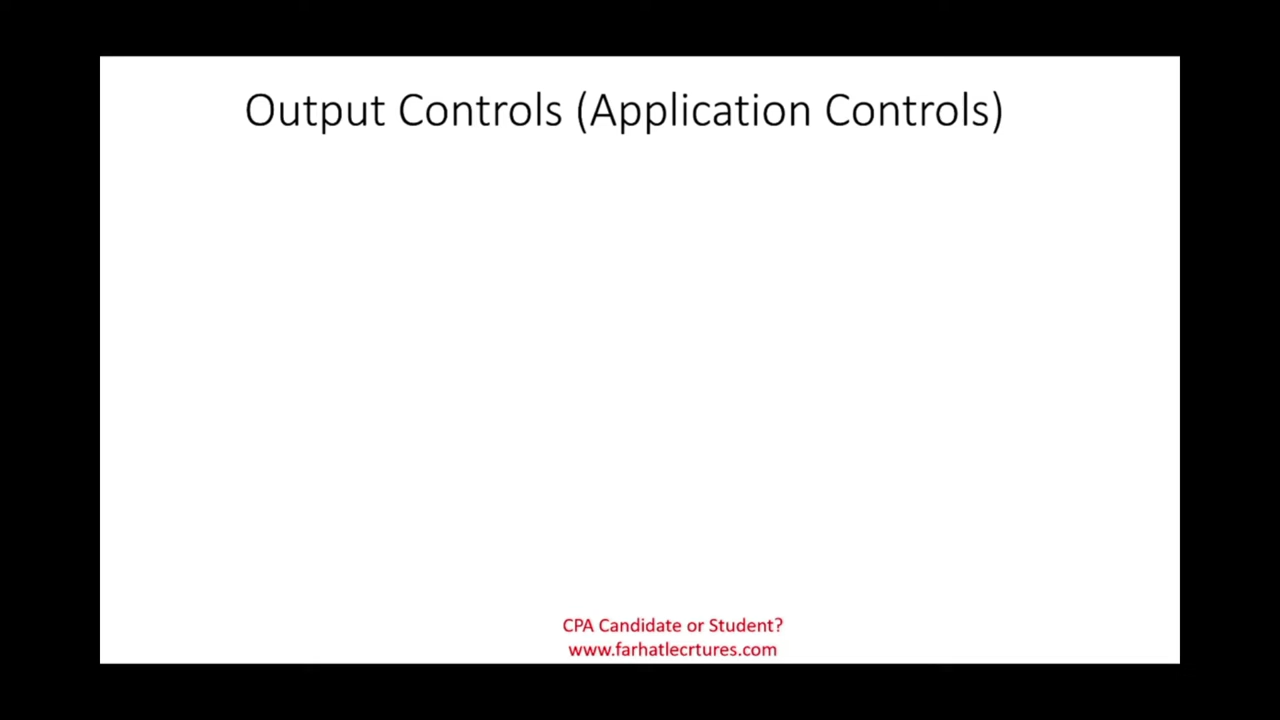 Output Controls (Application Controls)
CPA Candidate or Student?
www.farhatlecrtures.com